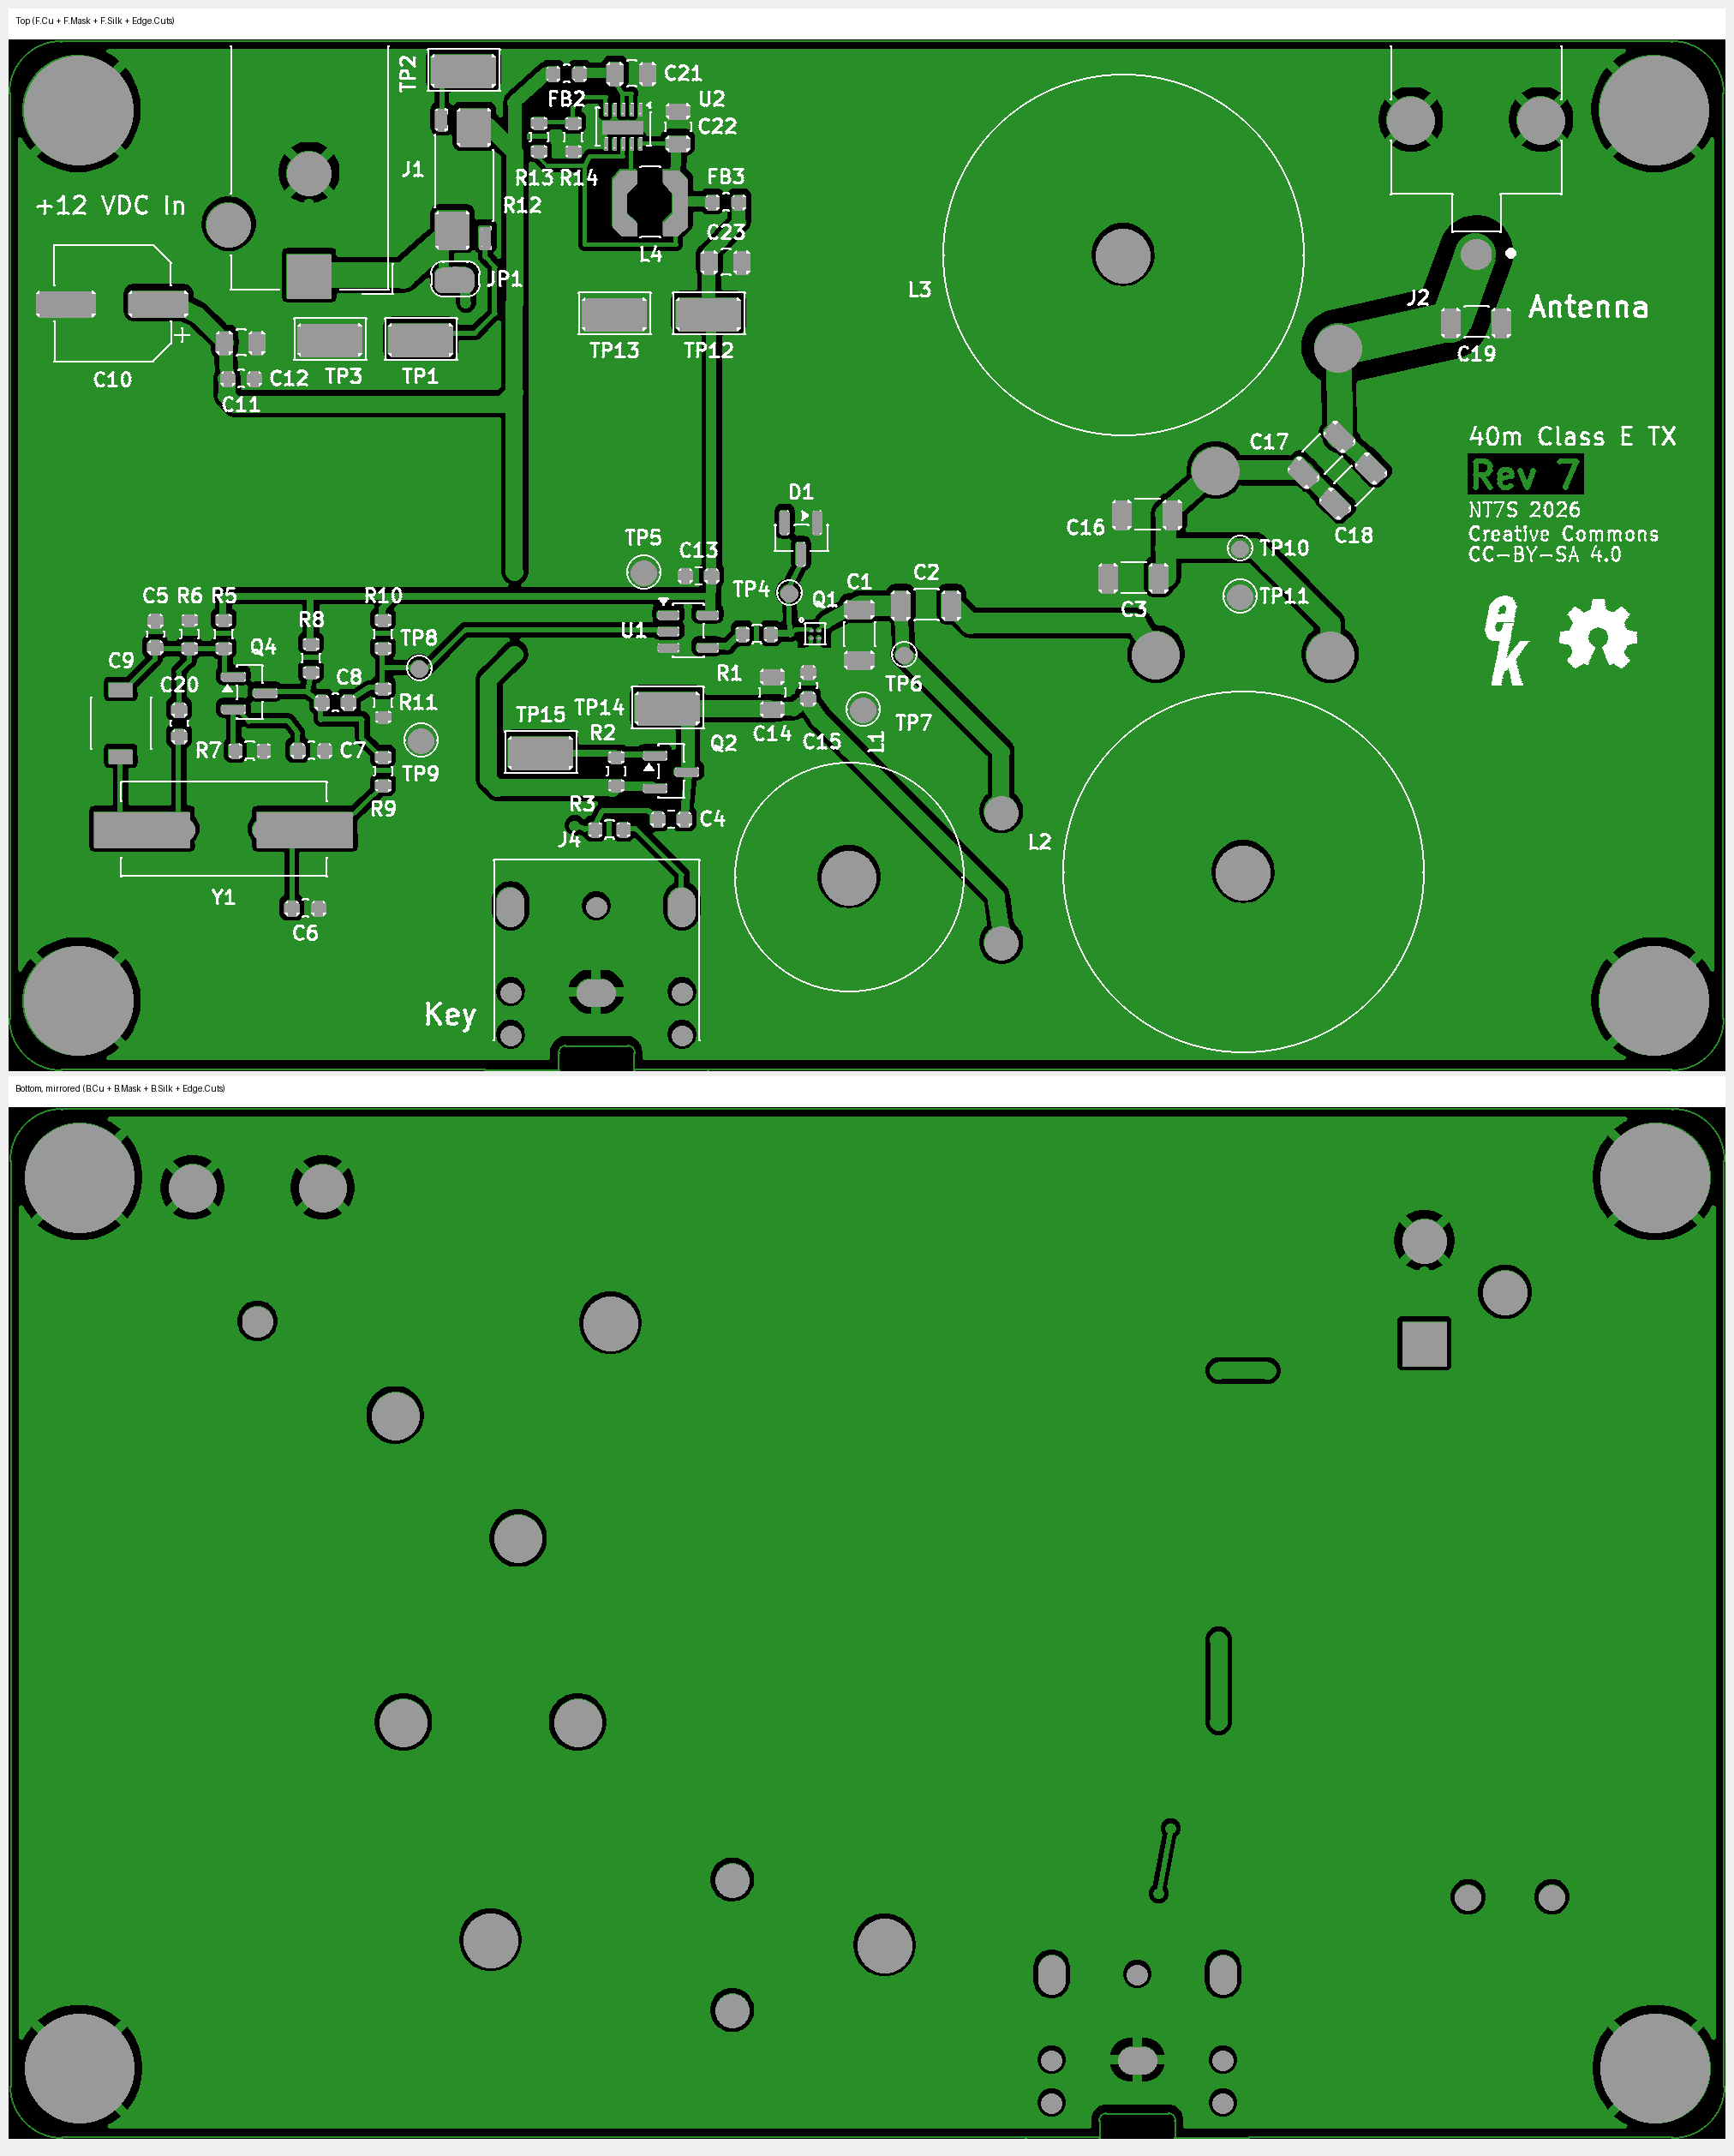 Top (F.Cu + F.Mask + F.Silk + Edge.Cuts)
TP2
C21
FB2
U2
C22
J1
R13 R14
FB3
+12 VDC In
R12
C23
L4
JP1
L3
J2
Antenna
TP13
TP12
C19
C10
C12
TP3
TP1
C11
40m Class E TX
C17
Rev 7
D1
NT7S 2026
C16
C18
Creative Commons
TP5
C13
TP10
CC-BY-SA 4.0
C2
C1
TP4
C5 R6 R5
R10
TP11
Q1
C3
R8
U1
TP8
ek
Q4
C9
R1
C8
C20
TP6
R11
TP14
TP15
TP7
R2
C14
C15
L1
Q2
R7
C7
TP9
R3
R9
C4
J4
L2
Y1
C6
Key
Bottom, mirrored (B.Cu + B.Mask + B.Silk + Edge.Cuts)